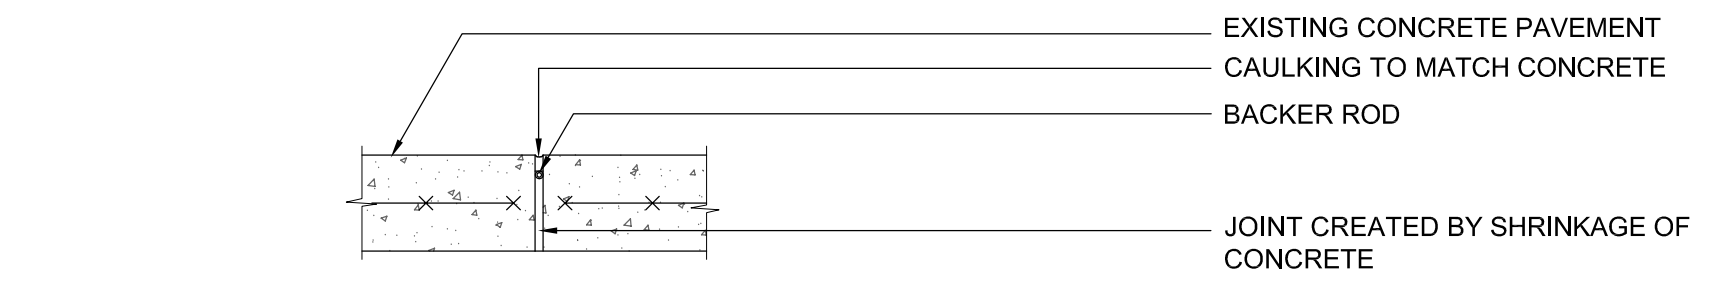 EXISTING CONCRETE PAVEMENT
CAULKING TO MATCH CONCRETE
BACKER ROD
JOINT CREATED BY SHRINKAGE OF
CONCRETE